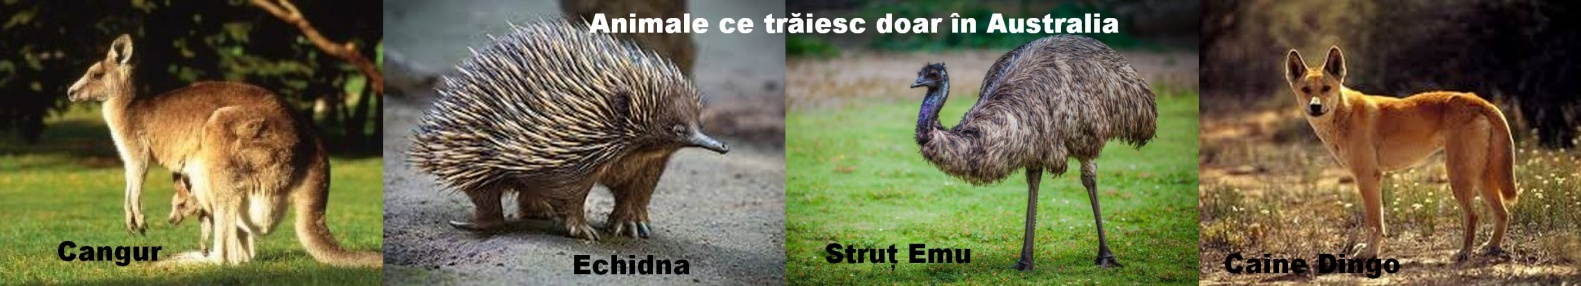 Animale ce trăiesc doar în Australia
Cangur
Echidna
Struț Emu
Caine Dingo